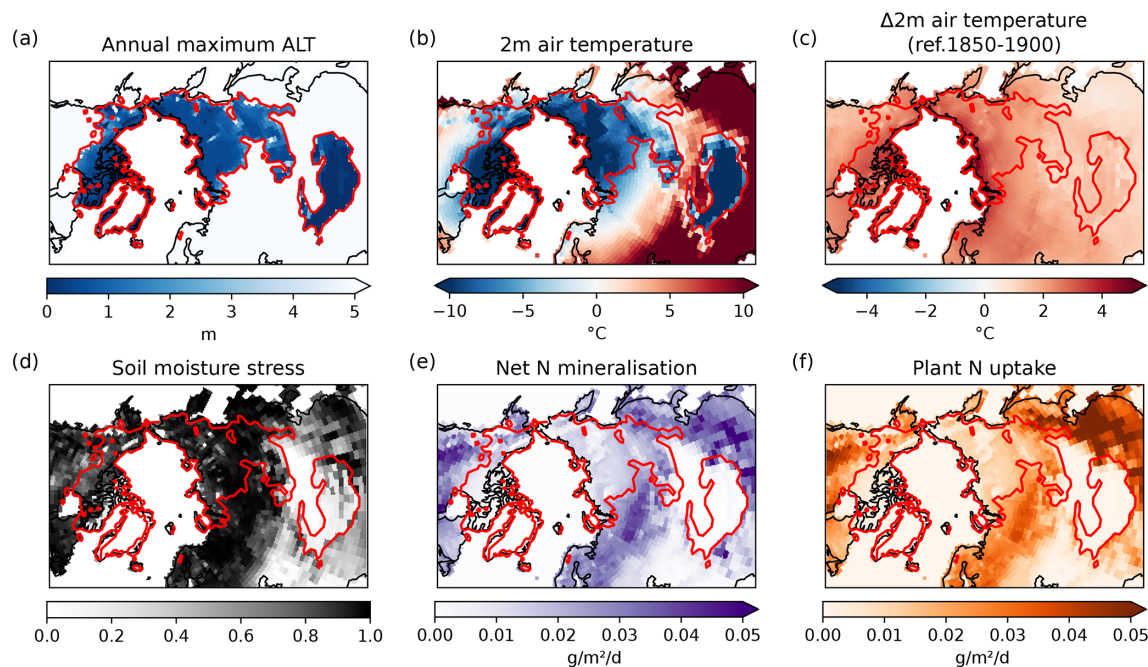 (a)
Annual maximum ALT
(b)
2m air temperature
(c)
Δ2m air temperature
(ref.1850-1900)
0 1 2 3 4 5
m
−10 −5 0 5 10
°C
−4 −2 0 2 4
°C
(d)
Soil moisture stress
(e)
Net N mineralisation
(f)
Plant N uptake
0.0 0.2 0.4 0.6 0.8 1.0
0.00 0.01 0.02 0.03 0.04 0.05
g/m²/d
0.00 0.01 0.02 0.03 0.04 0.05
g/m²/d